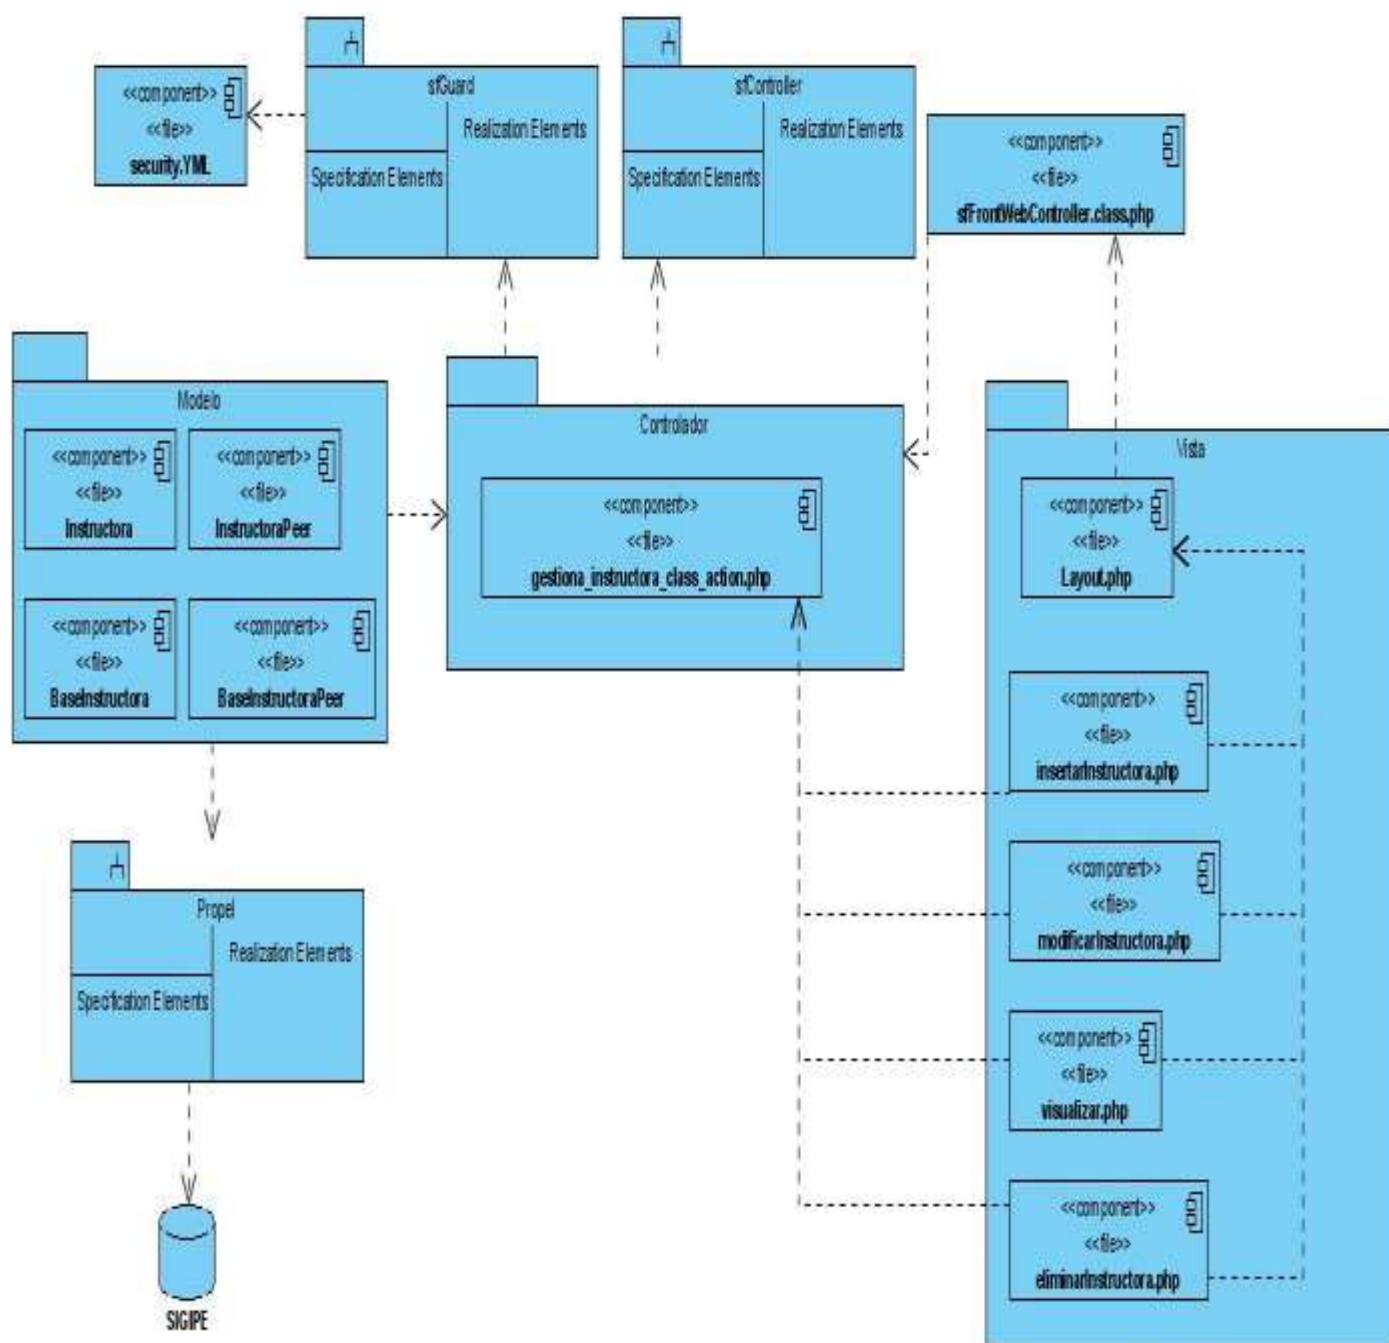 sfGuard
Realization Elements
Specification Elements
sfController
Realization Elements
Specification Elements
<<component>>
<<file>>
security.YML
<<component>>
<<file>>
sfFrontWebController.class.php
Modelo
<<component>>
<<file>>
Instructora
<<component>>
<<file>>
InstructoraPeer
<<component>>
<<file>>
BaseInstructora
<<component>>
<<file>>
BaseInstructoraPeer
Controlador
<<component>>
<<file>>
gestiona_instructora_class_action.php
Vista
<<component>>
<<file>>
Layout.php
<<component>>
<<file>>
insertarInstructora.php
<<component>>
<<file>>
modificarInstructora.php
<<component>>
<<file>>
visualizar.php
<<component>>
<<file>>
eliminarInstructora.php
Propel
Realization Elements
Specification Elements
SIGIPE